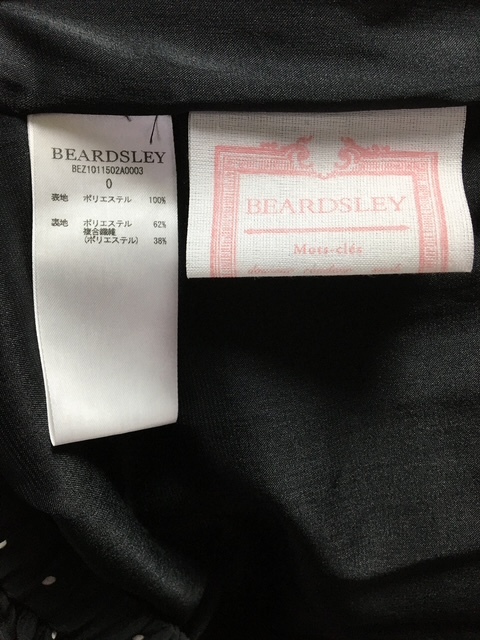 BEARDSLEY
BEZ1011502A0003
0
表地 ポリエステル 100%
裏地 ポリエステル 62%
複合繊維
(ポリエステル) 38%
BEARDSLEY
Mots-clés